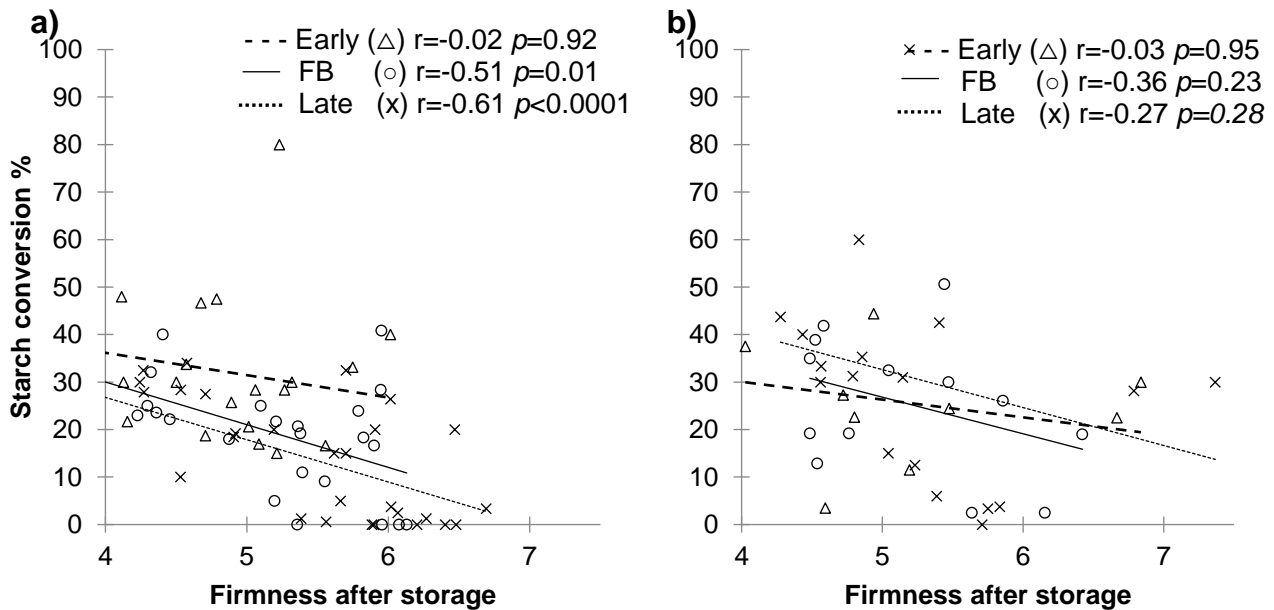 a)
Early (△) r=-0.02 p=0.92
FB (○) r=-0.51 p=0.01
Late (x) r=-0.61 p<0.0001
Starch conversion %
100
90
80
70
60
50
40
30
20
10
0
4 5 6 7
Firmness after storage
b)
Early (△) r=-0.03 p=0.95
FB (○) r=-0.36 p=0.23
Late (x) r=-0.27 p=0.28
100
90
80
70
60
50
40
30
20
10
0
4 5 6 7
Firmness after storage